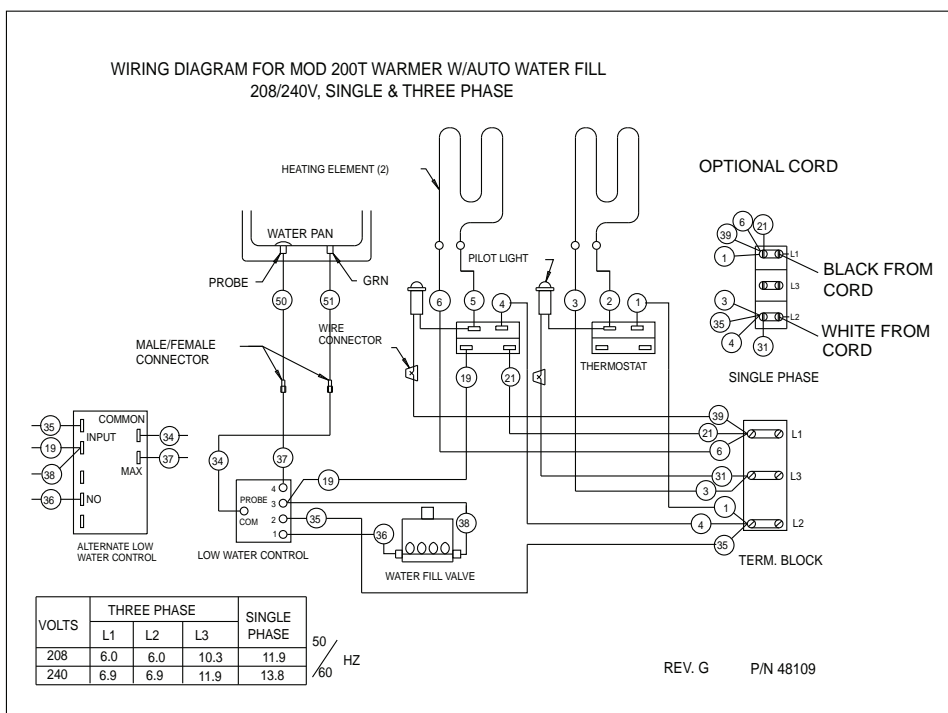 WIRING DIAGRAM FOR MOD 200T WARMER W/AUTO WATER FILL
208/240V, SINGLE & THREE PHASE
HEATING ELEMENT (2)
OPTIONAL CORD
WATER PAN
PROBE
GRN
PILOT LIGHT
6
21
39
1
L1
BLACK FROM
CORD
L3
3
35
4
31
L2
WHITE FROM
CORD
SINGLE PHASE
50
51
6
5
4
3
2
1
WIRE
CONNECTOR
MALE/FEMALE
CONNECTOR
THERMOSTAT
19
21
39
21
6
L1
31
3
L3
1
4
L2
35
TERM. BLOCK
35
COMMON
34
INPUT
19
38
MAX
37
36
NO
ALTERNATE LOW
WATER CONTROL
34
37
4
PROBE
3
COM
2
1
19
35
36
38
LOW WATER CONTROL
WATER FILL VALVE
VOLTS
THREE PHASE
SINGLE
PHASE
L1 L2 L3
208 6.0 6.0 10.3 11.9
240 6.9 6.9 11.9 13.8
50/60 HZ
REV. G P/N 48109